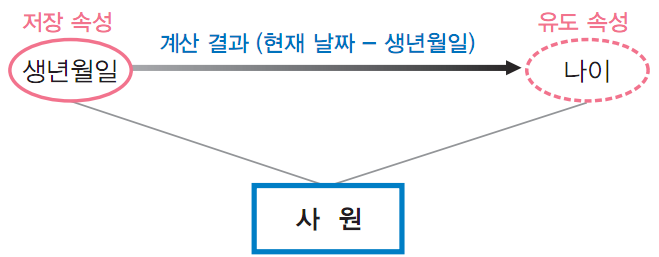 저장 속성
유도 속성
계산 결과 (현재 날짜 – 생년월일)
생년월일
나이
사 원